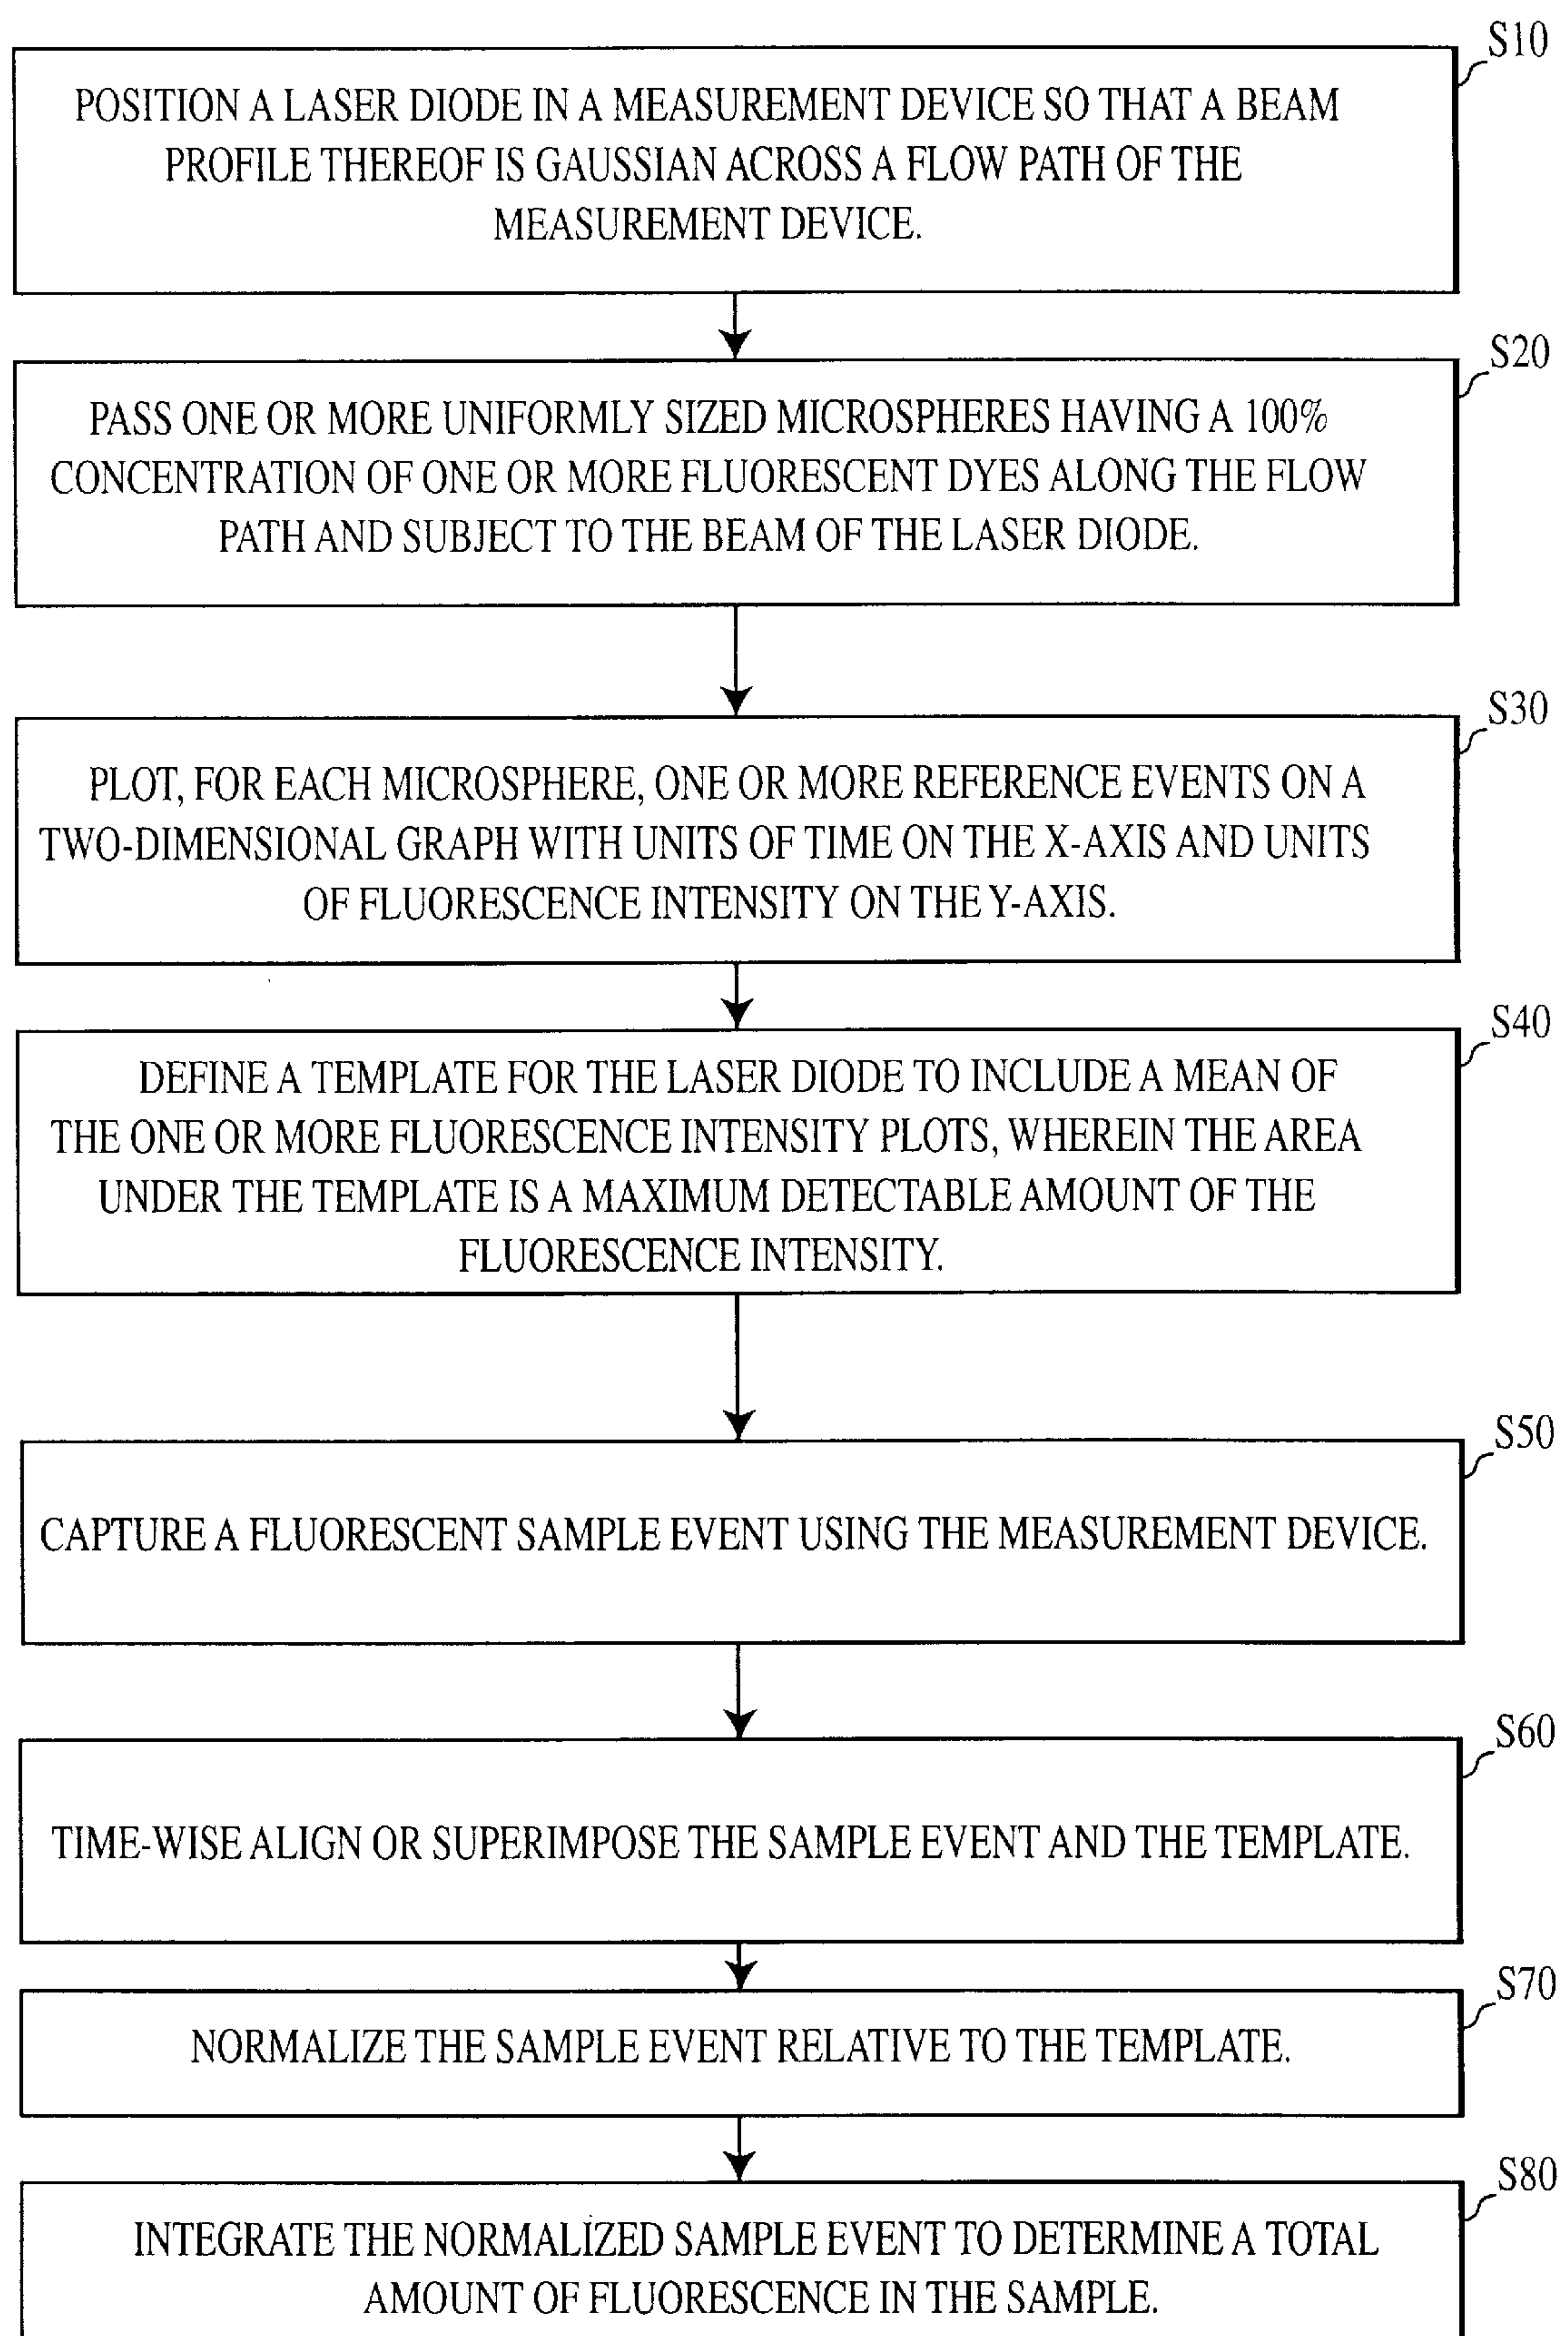 S10
POSITION A LASER DIODE IN A MEASUREMENT DEVICE SO THAT A BEAM
PROFILE THEREOF IS GAUSSIAN ACROSS A FLOW PATH OF THE
MEASUREMENT DEVICE.
S20
PASS ONE OR MORE UNIFORMLY SIZED MICROSPHERES HAVING A 100%
CONCENTRATION OF ONE OR MORE FLUORESCENT DYES ALONG THE FLOW
PATH AND SUBJECT TO THE BEAM OF THE LASER DIODE.
S30
PLOT, FOR EACH MICROSPHERE, ONE OR MORE REFERENCE EVENTS ON A
TWO-DIMENSIONAL GRAPH WITH UNITS OF TIME ON THE X-AXIS AND UNITS
OF FLUORESCENCE INTENSITY ON THE Y-AXIS.
S40
DEFINE A TEMPLATE FOR THE LASER DIODE TO INCLUDE A MEAN OF
THE ONE OR MORE FLUORESCENCE INTENSITY PLOTS, WHEREIN THE AREA
UNDER THE TEMPLATE IS A MAXIMUM DETECTABLE AMOUNT OF THE
FLUORESCENCE INTENSITY.
S50
CAPTURE A FLUORESCENT SAMPLE EVENT USING THE MEASUREMENT DEVICE.
S60
TIME-WISE ALIGN OR SUPERIMPOSE THE SAMPLE EVENT AND THE TEMPLATE.
S70
NORMALIZE THE SAMPLE EVENT RELATIVE TO THE TEMPLATE.
S80
INTEGRATE THE NORMALIZED SAMPLE EVENT TO DETERMINE A TOTAL
AMOUNT OF FLUORESCENCE IN THE SAMPLE.